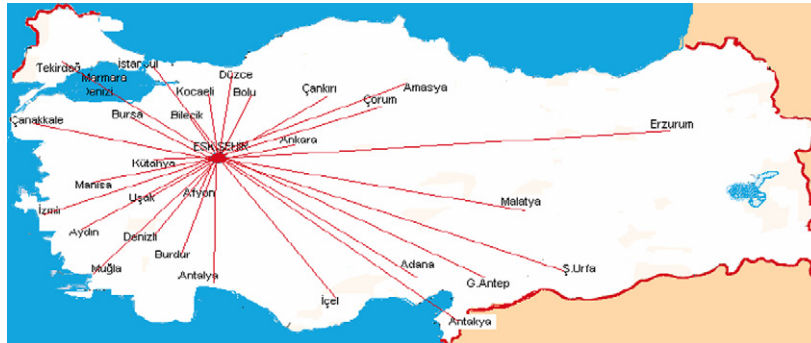 İstanbul
Tekirdağ
Düzce
Marmara
Denizi
Kocaeli
Bolu
Çankırı
Amasya
Çorum
Çanakkale
Bursa
Bilecik
Erzurum
Ankara
ESKİŞEHİR
Kütahya
Manisa
Uşak
Afyon
Malatya
İzmir
Aydın
Denizli
Burdur
Muğla
Antalya
Adana
G.Antep
Ş.Urfa
İçel
Antakya